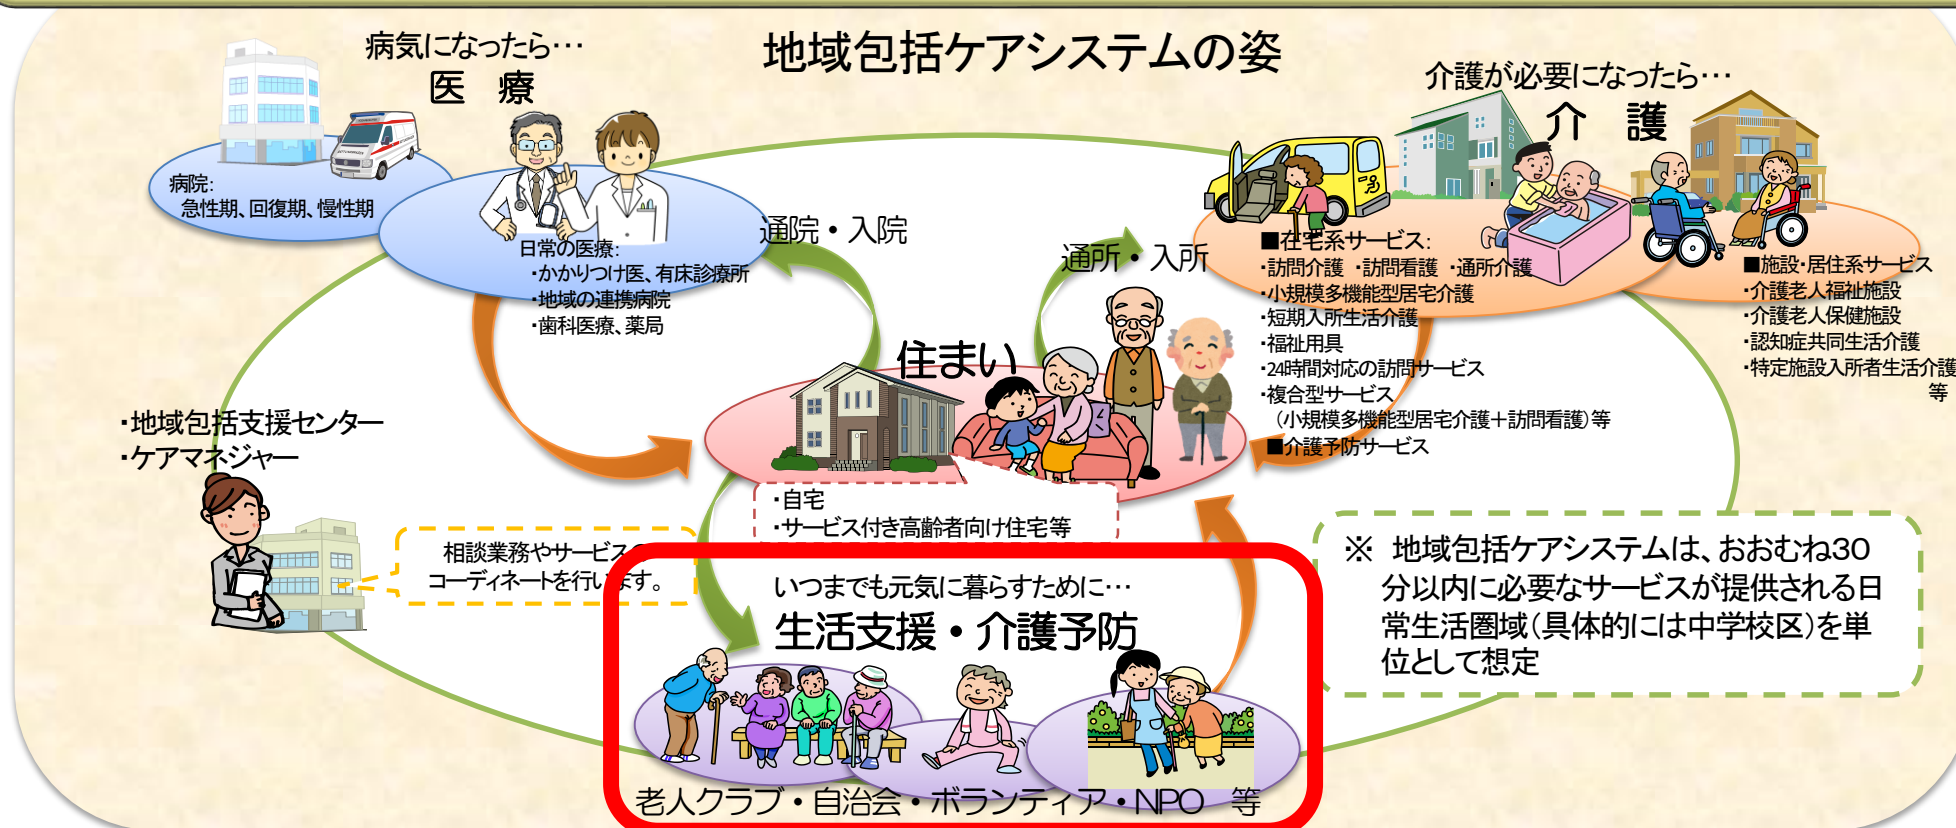 地域包括ケアシステムの姿
病気になったら…
医　療
病院:
急性期、回復期、慢性期
日常の医療:
・かかりつけ医、有床診療所
・地域の連携病院
・歯科医療、薬局
通院・入院
通所・入所
介護が必要になったら…
介　護
■在宅系サービス:
・訪問介護 ・訪問看護 ・通所介護
・小規模多機能型居宅介護
・短期入所生活介護
・福祉用具
・24時間対応の訪問サービス
・複合型サービス
(小規模多機能型居宅介護+訪問看護)等
■介護予防サービス
■施設・居住系サービス
・介護老人福祉施設
・介護老人保健施設
・認知症共同生活介護
・特定施設入所者生活介護
等
住まい
・自宅
・サービス付き高齢者向け住宅等
・地域包括支援センター
・ケアマネジャー
相談業務やサービスの
コーディネートを行います。
いつまでも元気に暮らすために…
生活支援・介護予防
老人クラブ・自治会・ボランティア・NPO　等
※　地域包括ケアシステムは、おおむね30
分以内に必要なサービスが提供される日
常生活圏域(具体的には中学校区)を単
位として想定